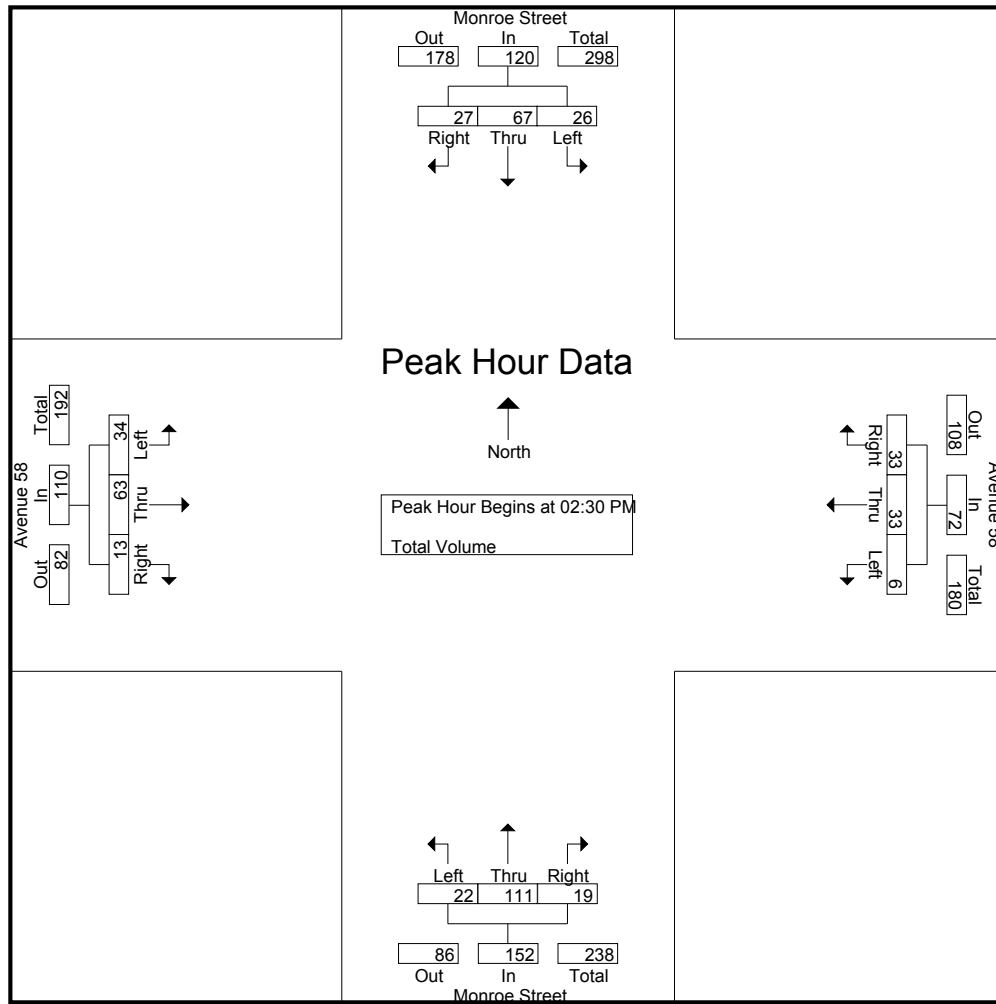 Monroe Street
Out In Total
178 120 298
27 67 26
Right Thru Left
Peak Hour Data
North
Peak Hour Begins at 02:30 PM
Total Volume
Avenue 58
Total In Out
192 110 82
34 63 13
Left Thru Right
Right Thru Left
33 33 6
108 72 180
Out In Total
Avenue 58
Left Thru Right
22 111 19
86 152 238
Out In Total
Monroe Street